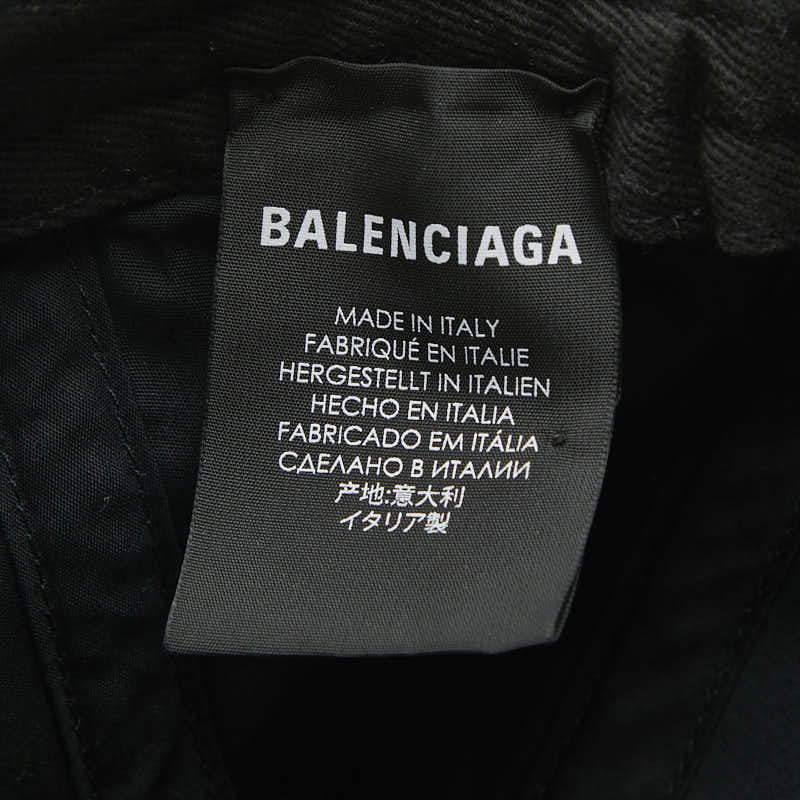 BALENCIAGA
MADE IN ITALY
FABRIQUÉ EN ITALIE
HERGESTELLT IN ITALIEN
HECHO EN ITALIA
FABRICADO EM ITÁLIA
СДЕЛАНО В ИТАЛИИ
产地:意大利
イタリア製